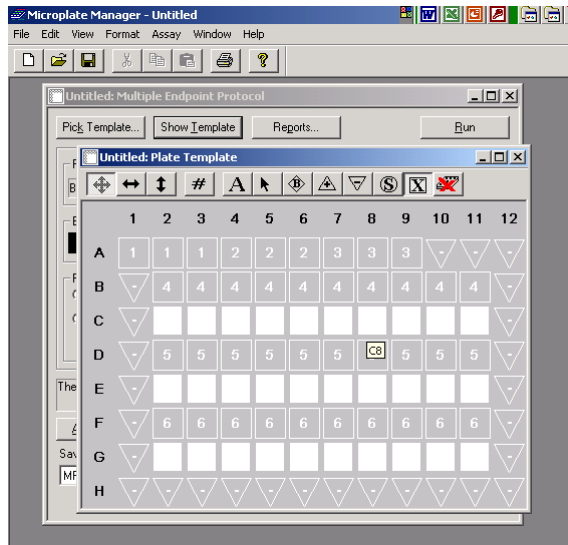 Microplate Manager - Untitled
File Edit View Format Assay Window Help
Untitled: Multiple Endpoint Protocol
Pick Template... Show Template Reports... Run
Untitled: Plate Template
# A B S X
1 2 3 4 5 6 7 8 9 10 11 12
A 1 1 1 2 2 2 3 3 3 - - -
B - 4 4 4 4 4 4 4 4 4 4 -
C - -
D - 5 5 5 5 5 5 C8 5 5 5 -
The
E - -
F - 6 6 6 6 6 6 6 6 6 6 -
G - -
H - - - - - - - - - - - -